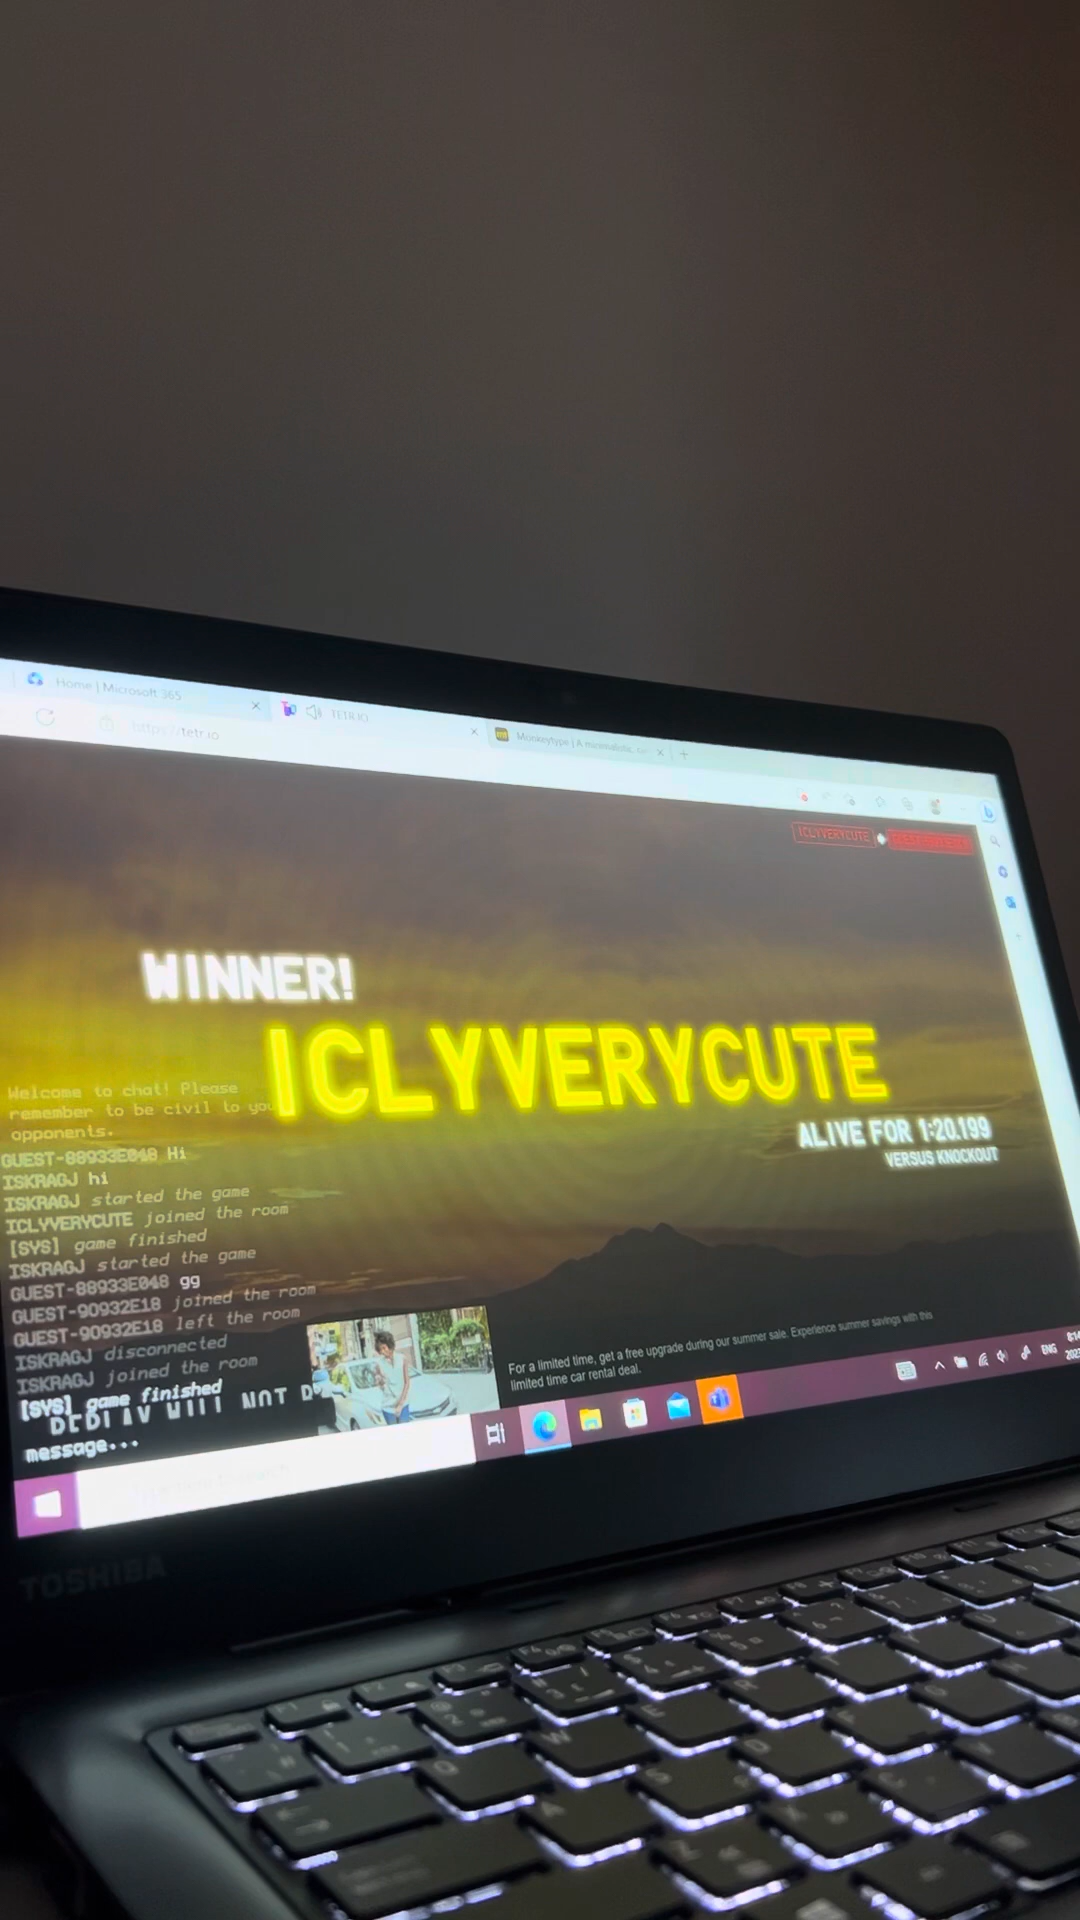 Home | Microsoft 365
TETR.IO
Monkeytype | A minimalistic,
https://tetr.io
ICLYVERYCUTE
WINNER!
ICLYVERYCUTE
ALIVE FOR 1:20.199
VERSUS KNOCKOUT
Welcome to chat! Please
remember to be civil to you
opponents.
GUEST-88933E048 Hi
ISKRAGJ hi
ISKRAGJ started the game
ICLYVERYCUTE joined the room
[SYS] game finished
ISKRAGJ started the game
GUEST-88933E048 gg
GUEST-90932E18 joined the room
GUEST-90932E18 left the room
ISKRAGJ disconnected
ISKRAGJ joined the room
[SYS] game finished
WILL NOT
message...
For a limited time, get a free upgrade during our summer sale. Experience summer savings with this
limited time car rental deal.
ENG
TOSHIBA